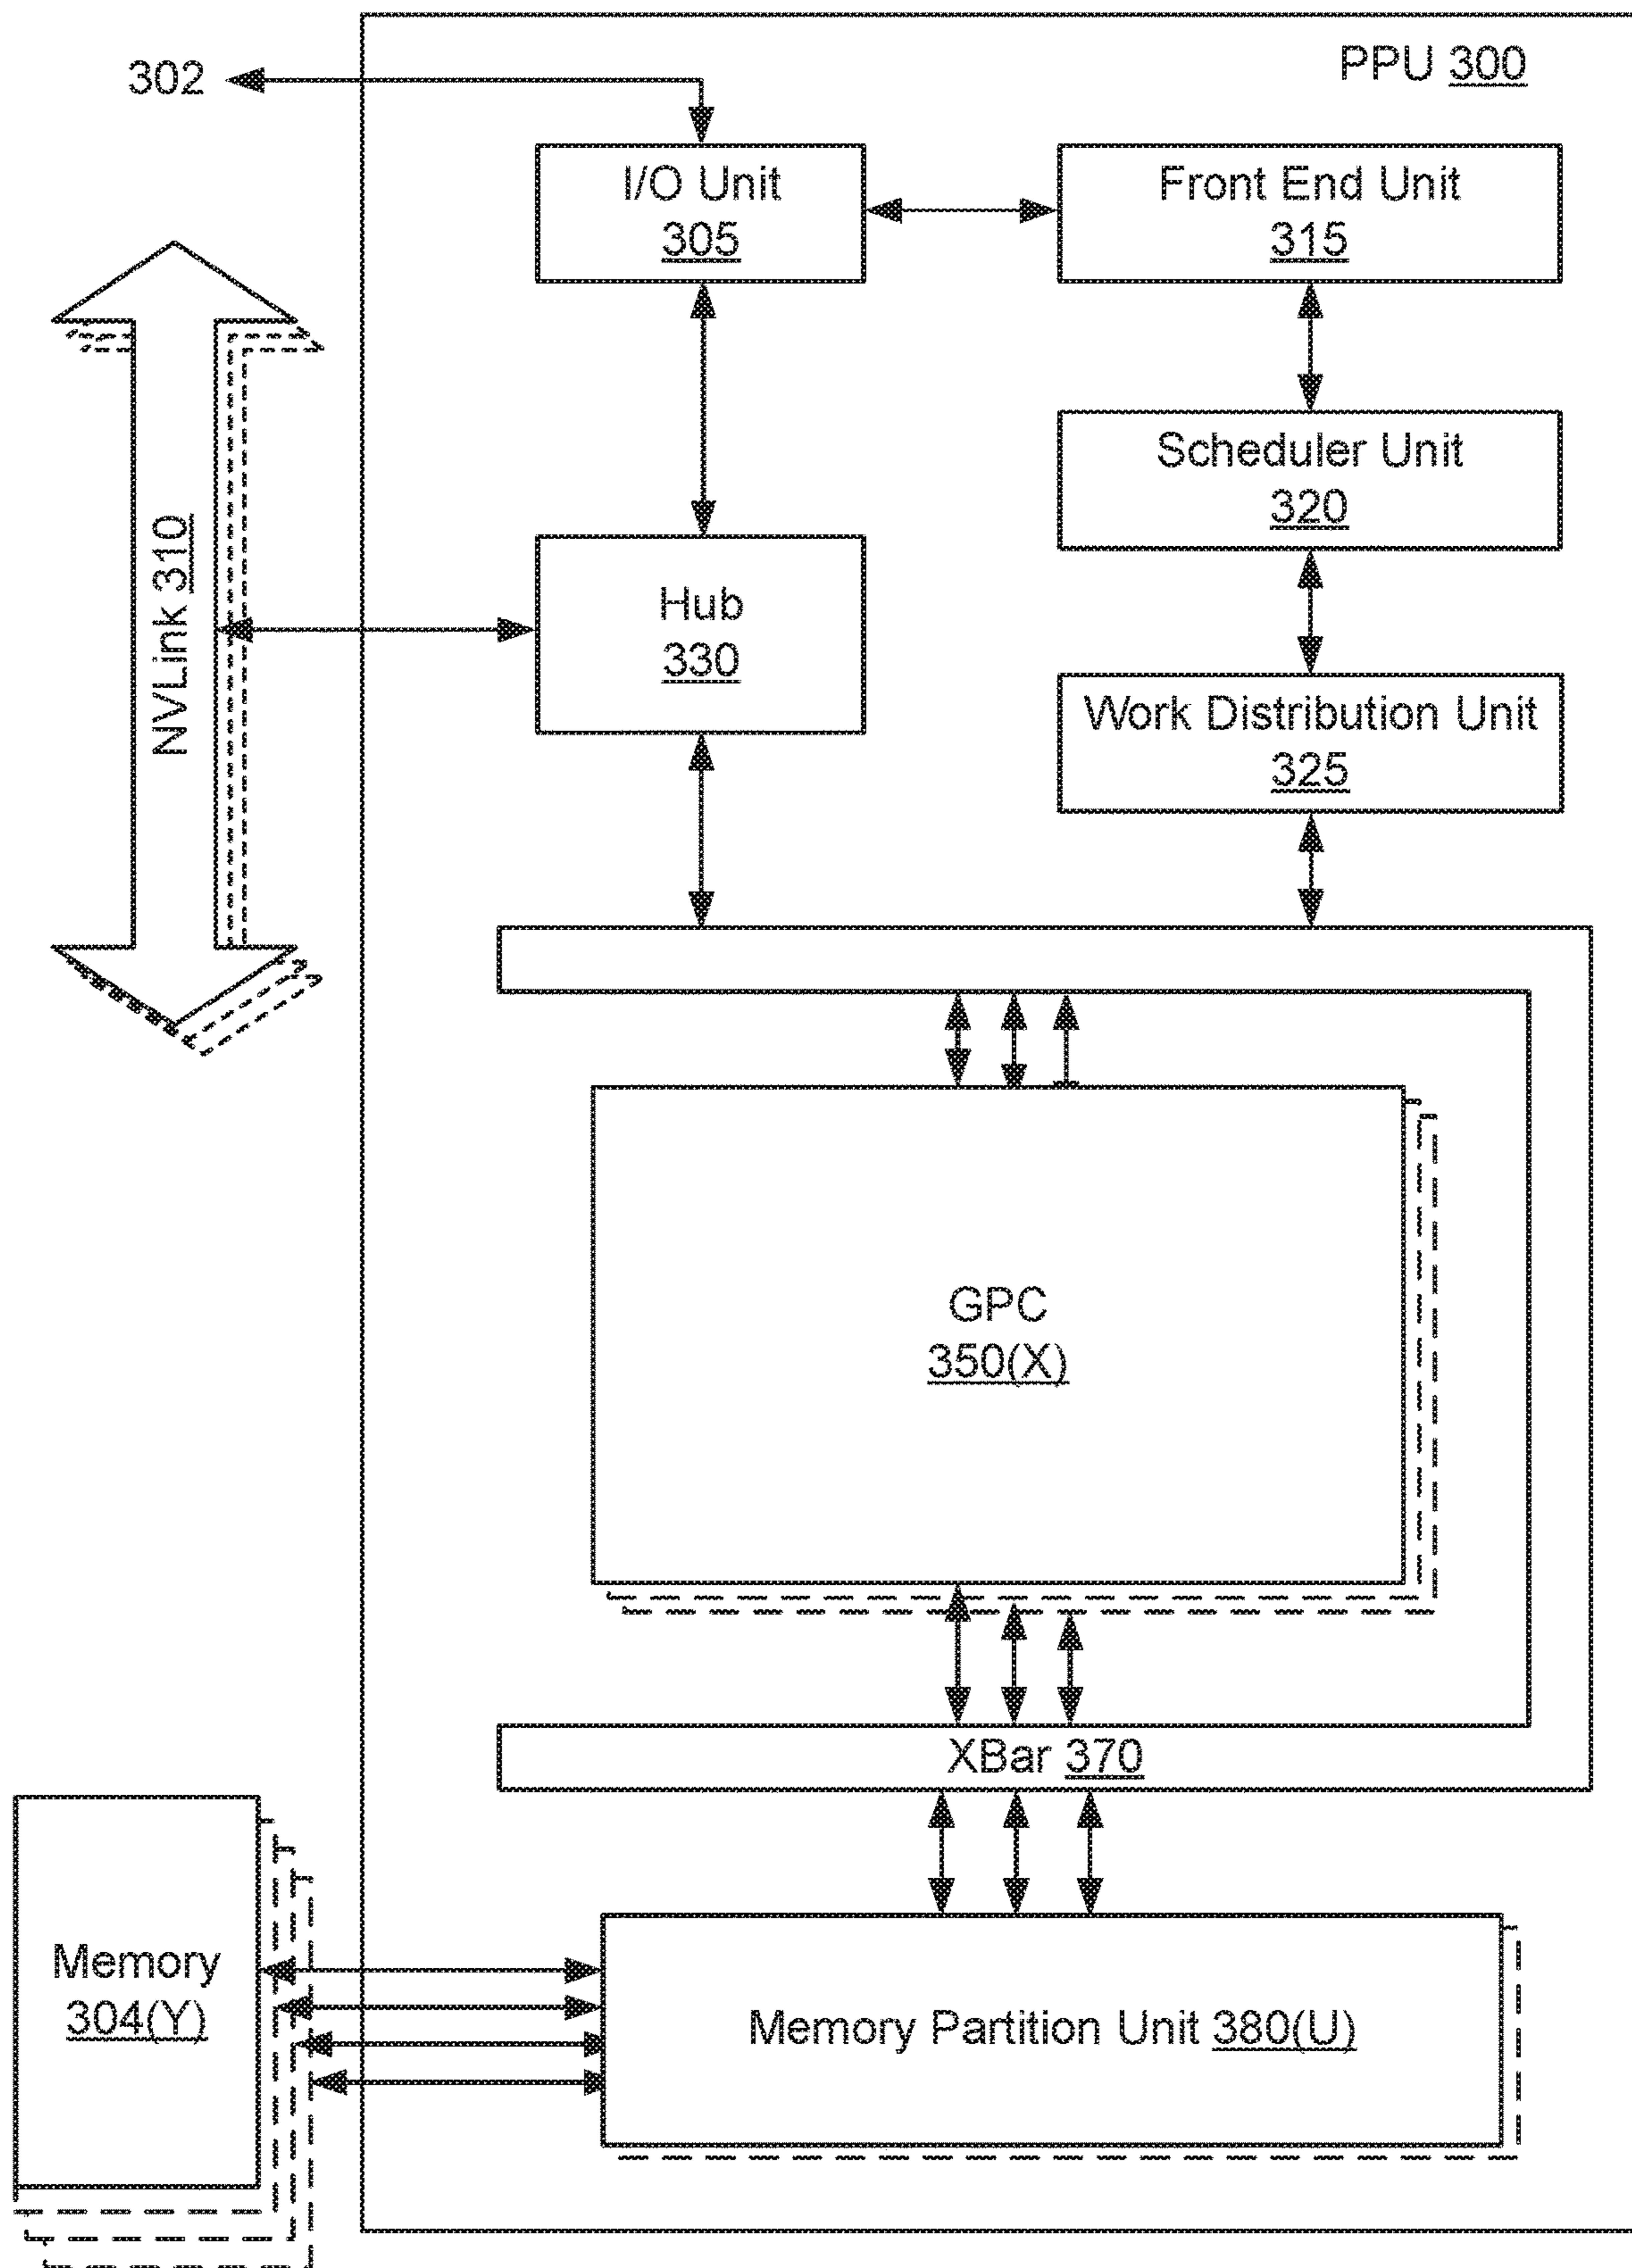 PPU 300
302
I/O Unit
305
Front End Unit
315
Scheduler Unit
320
NVLink 310
Hub
330
Work Distribution Unit
325
GPC
350(X)
XBar 370
Memory
304(Y)
Memory Partition Unit 380(U)